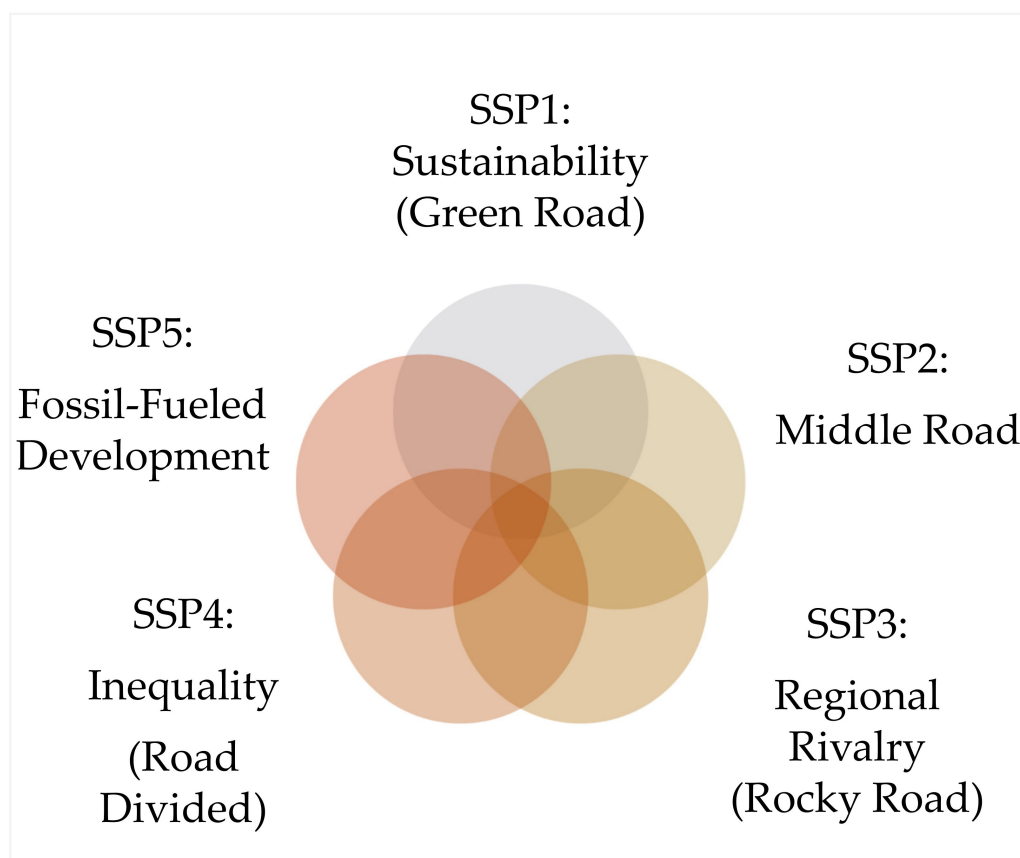 SSP1:
Sustainability
(Green Road)
SSP2:
Middle Road
SSP3:
Regional
Rivalry
(Rocky Road)
SSP4:
Inequality
(Road
Divided)
SSP5:
Fossil-Fueled
Development